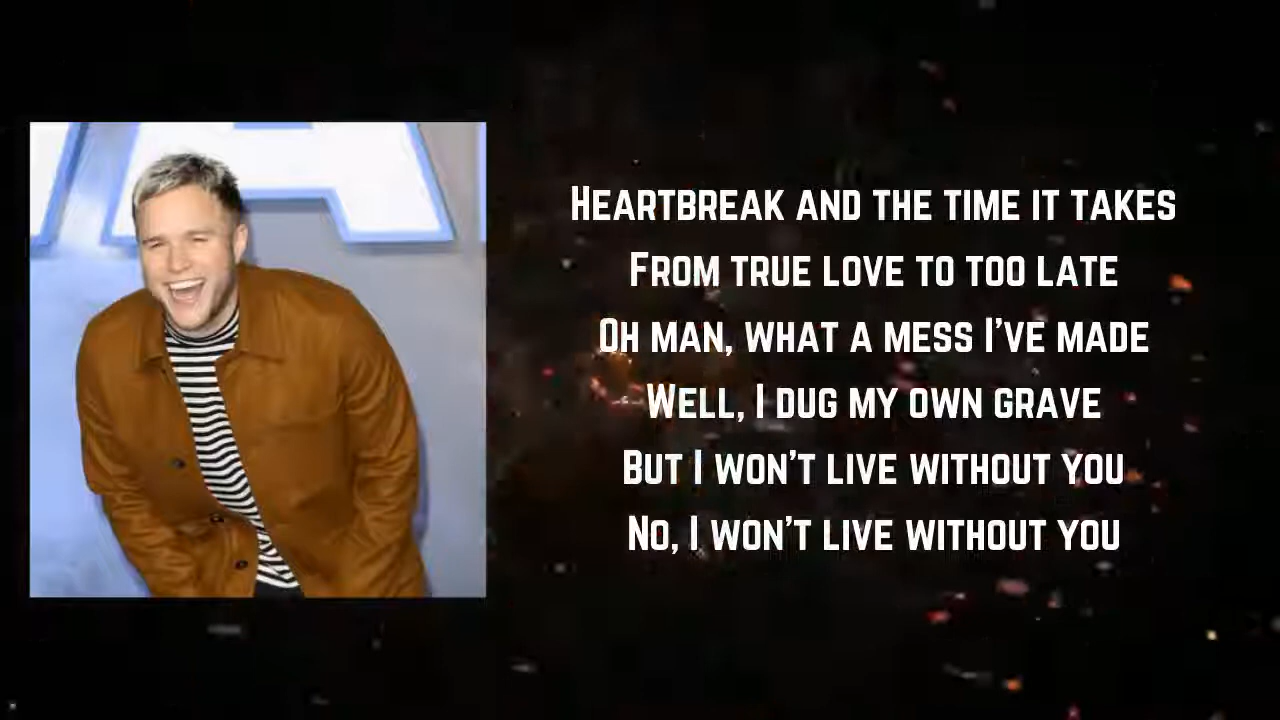 Heartbreak and the time it takes
From true love to too late
Oh man, what a mess I've made
Well, I dug my own grave
But I won't live without you
No, I won't live without you
A